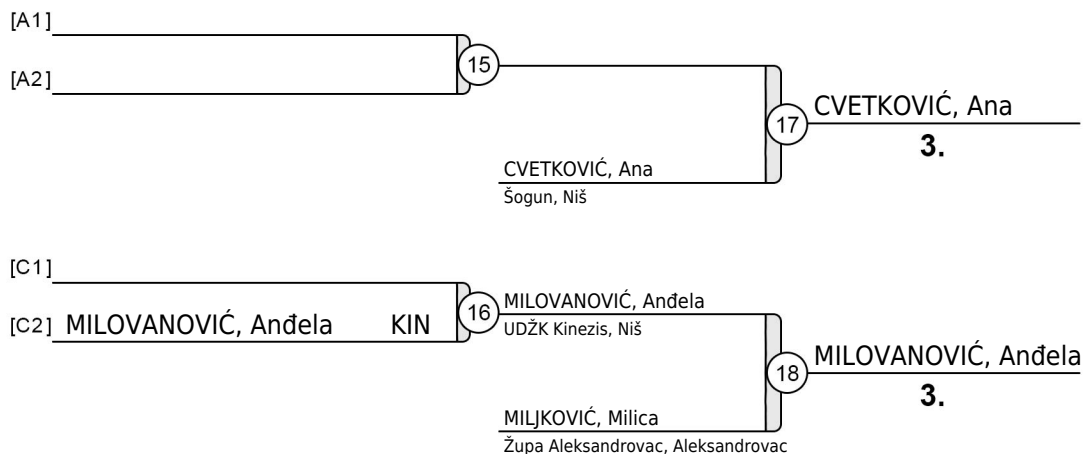 [A1]
[A2]
15
CVETKOVIĆ, Ana
Šogun, Niš
17
CVETKOVIĆ, Ana
3.
[C1]
[C2] MILOVANOVIĆ, Anđela KIN
16
MILOVANOVIĆ, Anđela
UDŽK Kinezis, Niš
MILJKOVIĆ, Milica
Župa Aleksandrovac, Aleksandrovac
18
MILOVANOVIĆ, Anđela
3.